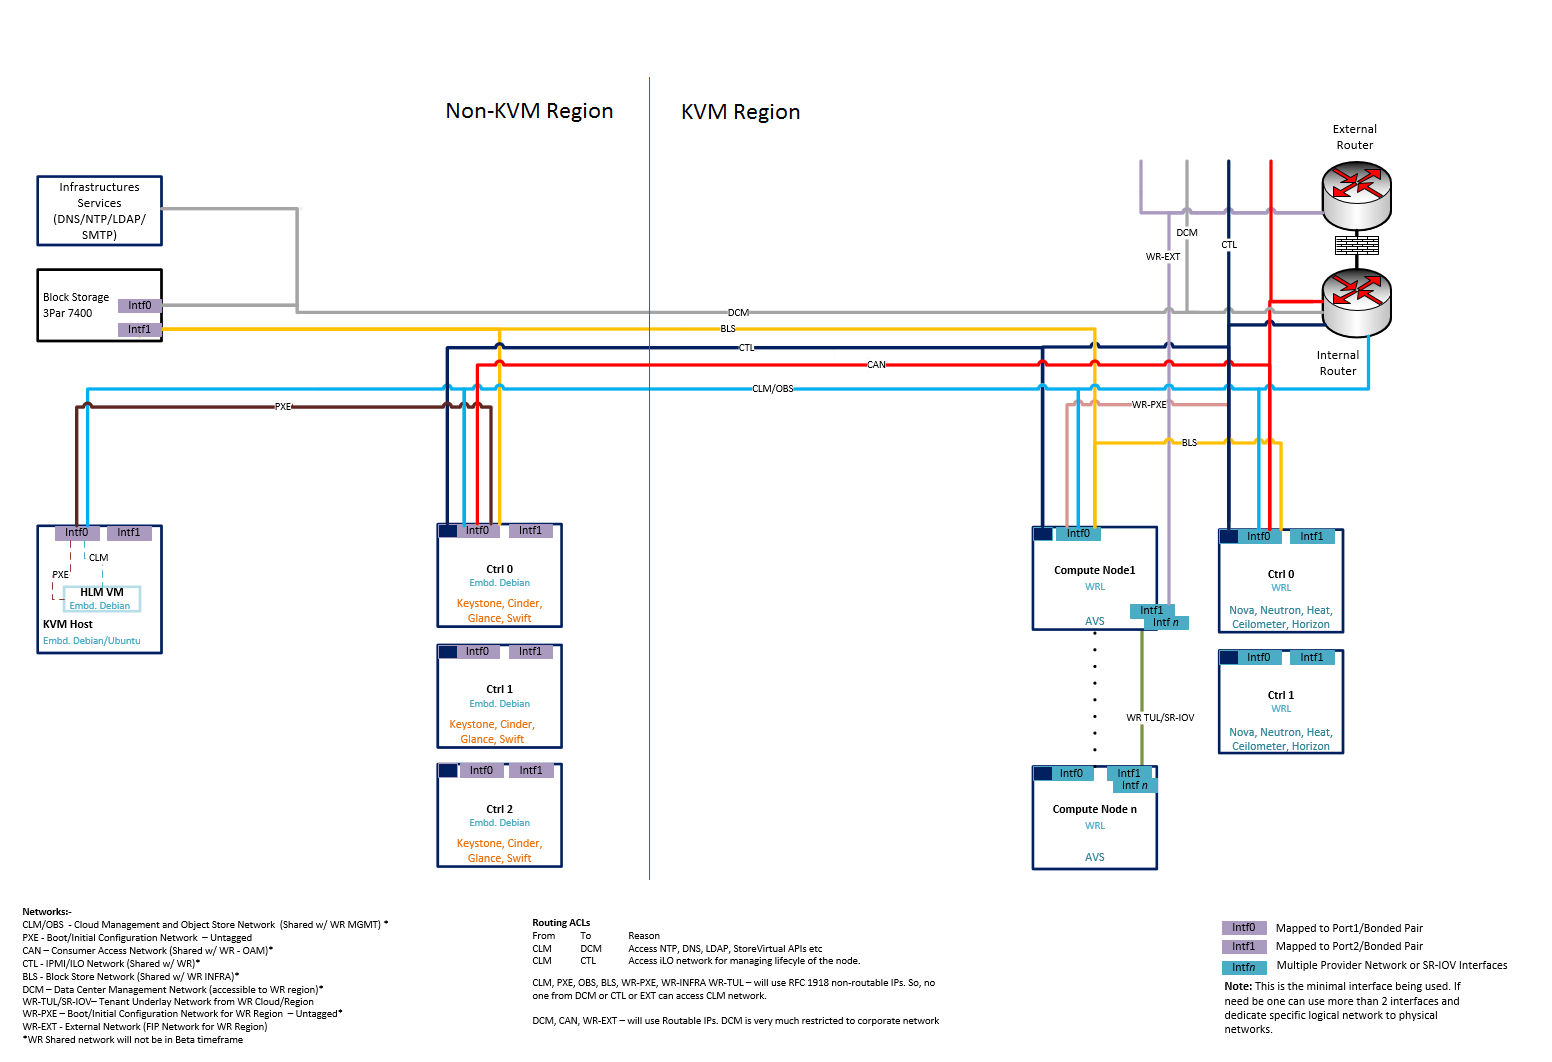 Non-KVM Region
KVM Region
External
Router
Infrastructures
Services
(DNS/NTP/LDAP/
SMTP)
DCM
CTL
WR-EXT
Block Storage
3Par 7400
Intf0
Intf1
DCM
BLS
CTL
CAN
Internal
Router
CLM/OBS
PXE
WR-PXE
BLS
Intf0
Intf1
CLM
PXE
HLM VM
Embd. Debian
KVM Host
Embd. Debian/Ubuntu
Intf0
Intf1
Ctrl 0
Embd. Debian
Keystone, Cinder,
Glance, Swift
Intf0
Intf1
Ctrl 1
Embd. Debian
Keystone, Cinder,
Glance, Swift
Intf0
Intf1
Ctrl 2
Embd. Debian
Keystone, Cinder,
Glance, Swift
Intf0
Compute Node1
WRL
Intf1
Intf n
AVS
WR TUL/SR-IOV
Intf0
Intf1
Intf n
Compute Node n
WRL
AVS
Intf0
Intf1
Ctrl 0
WRL
Nova, Neutron, Heat,
Ceilometer, Horizon
Intf0
Intf1
Ctrl 1
WRL
Nova, Neutron, Heat,
Ceilometer, Horizon
Networks:-
CLM/OBS - Cloud Management and Object Store Network (Shared w/ WR MGMT) *
PXE - Boot/Initial Configuration Network – Untagged
CAN – Consumer Access Network (Shared w/ WR - OAM)*
CTL - IPMI/ILO Network (Shared w/ WR)*
BLS - Block Store Network (Shared w/ WR INFRA)*
DCM – Data Center Management Network (accessible to WR region)*
WR-TUL/SR-IOV– Tenant Underlay Network from WR Cloud/Region
WR-PXE – Boot/Initial Configuration Network for WR Region – Untagged*
WR-EXT - External Network (FIP Network for WR Region)
*WR Shared network will not be in Beta timeframe
Routing ACLs
From To Reason
CLM DCM Access NTP, DNS, LDAP, StoreVirtual APIs etc
CLM CTL Access iLO network for managing lifecyle of the node.
CLM, PXE, OBS, BLS, WR-PXE, WR-INFRA WR-TUL – will use RFC 1918 non-routable IPs. So, no
one from DCM or CTL or EXT can access CLM network.
DCM, CAN, WR-EXT – will use Routable IPs. DCM is very much restricted to corporate network
Intf0 Mapped to Port1/Bonded Pair
Intf1 Mapped to Port2/Bonded Pair
Intfn Multiple Provider Network or SR-IOV Interfaces
Note: This is the minimal interface being used. If
need be one can use more than 2 interfaces and
dedicate specific logical network to physical
networks.